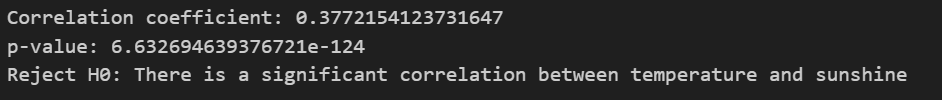 Correlation coefficient: 0.3772154123731647
p-value: 6.632694639376721e-124
Reject H0: There is a significant correlation between temperature and sunshine